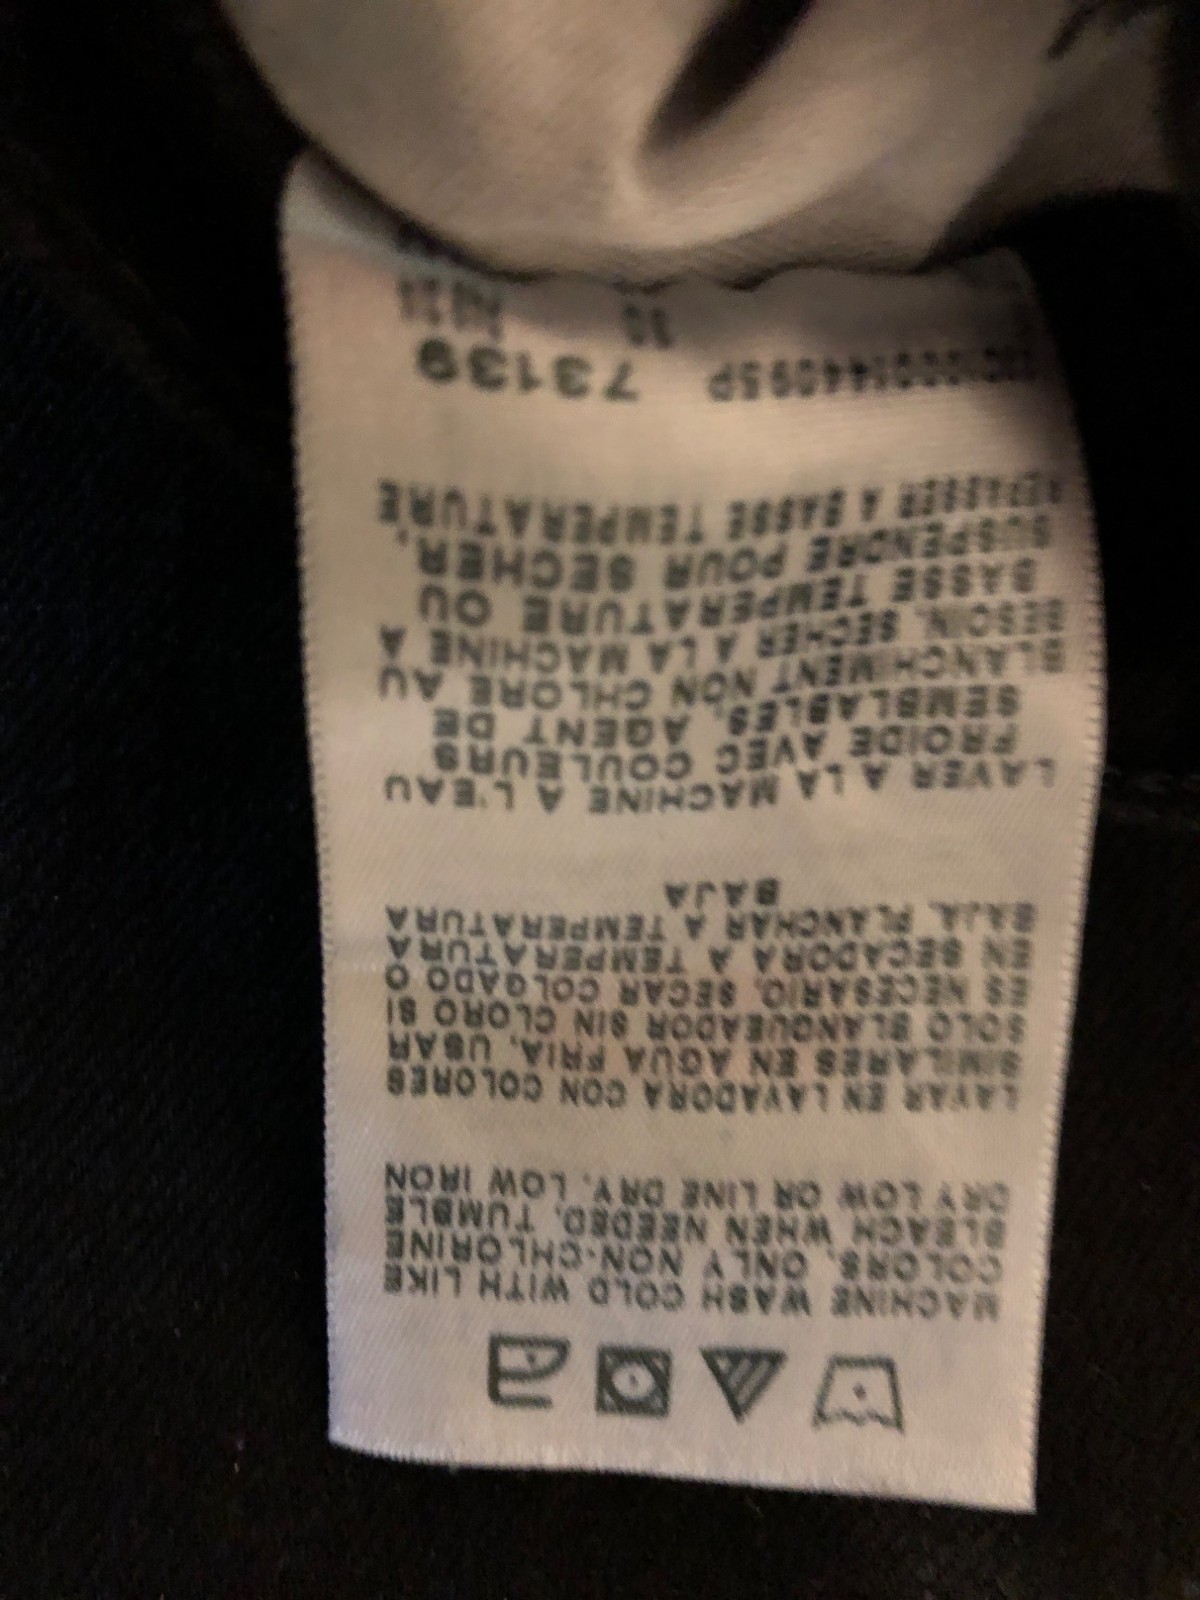 MACHINE WASH COLD WITH LIKE
COLORS. ONLY NON-CHLORINE
BLEACH WHEN NEEDED. TUMBLE
DRY LOW OR LINE DRY. LOW IRON
LAVAR EN LAVADORA CON COLORES
SIMILARES EN AGUA FRIA. USAR
SOLO BLANQUEADOR SIN CLORO SI
ES NECESARIO. SECAR COLGADO O
EN SECADORA A TEMPERATURA
BAJA. PLANCHAR A TEMPERATURA
BAJA
LAVER A LA MACHINE A L'EAU
FROIDE AVEC COULEURS
SEMBLABLES. AGENT DE
BLANCHIMENT NON CHLORE AU
BESOIN. SECHER A LA MACHINE A
BASSE TEMPERATURE OU
SUSPENDRE POUR SECHER.
REPASSER A BASSE TEMPERATURE
73139